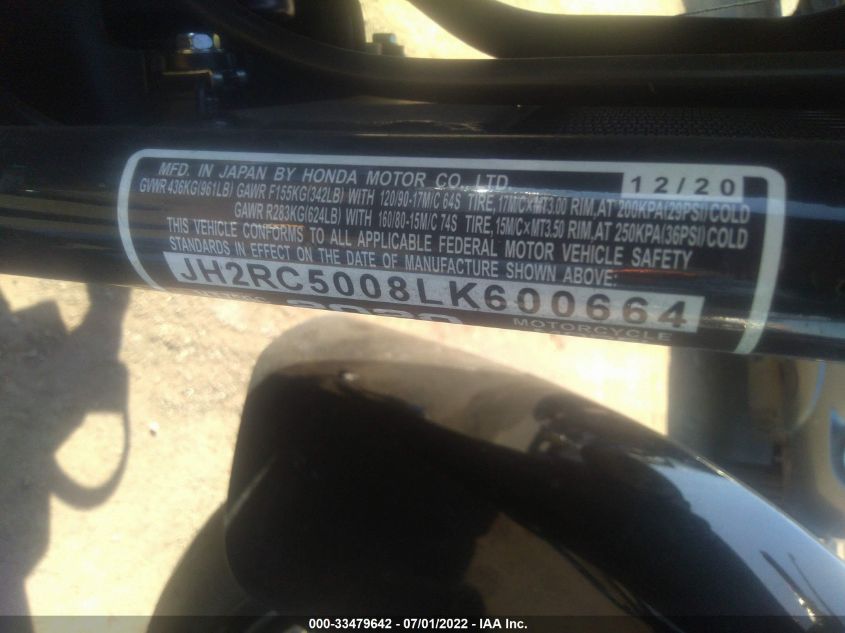 MFD. IN JAPAN BY HONDA MOTOR CO., LTD. 12/20
GVWR 436KG(961LB) GAWR F155KG(342LB) WITH 120/90-17M/C 64S TIRE, 17M/C×MT3.00 RIM, AT 200KPA(29PSI) COLD
GAWR R283KG(624LB) WITH 160/80-15M/C 74S TIRE, 15M/C×MT3.50 RIM, AT 250KPA(36PSI) COLD
THIS VEHICLE CONFORMS TO ALL APPLICABLE FEDERAL MOTOR VEHICLE SAFETY
STANDARDS IN EFFECT ON THE DATE OF MANUFACTURE SHOWN ABOVE:
JH2RC5008LK600664
2020 MOTORCYCLE
000-33479642 - 07/01/2022 - IAA Inc.